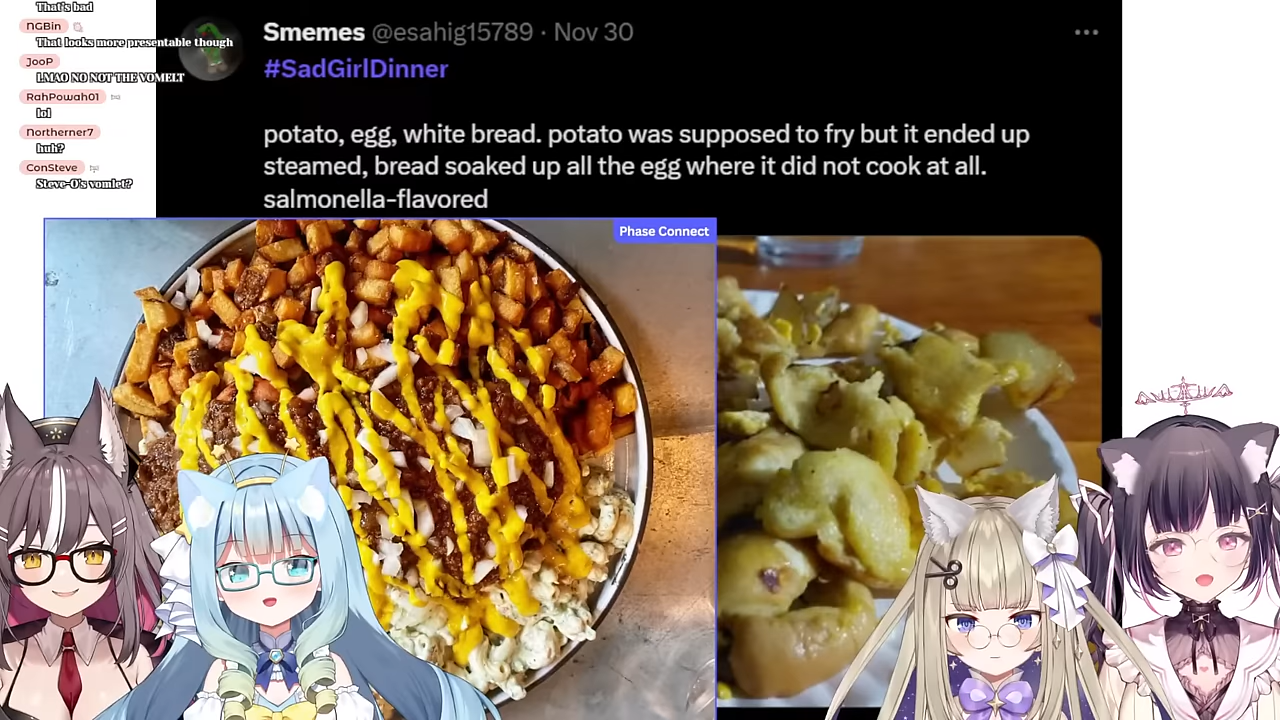 That's bad
NGBin
That looks more presentable though
JooP
LMAO NO NOT THE VOMELT
RahPowah01
lol
Northerner7
huh?
ConSteve
Steve-O's vomlet?
Smemes @esahig15789 · Nov 30
#SadGirlDinner
potato, egg, white bread. potato was supposed to fry but it ended up
steamed, bread soaked up all the egg where it did not cook at all.
salmonella-flavored
Phase Connect